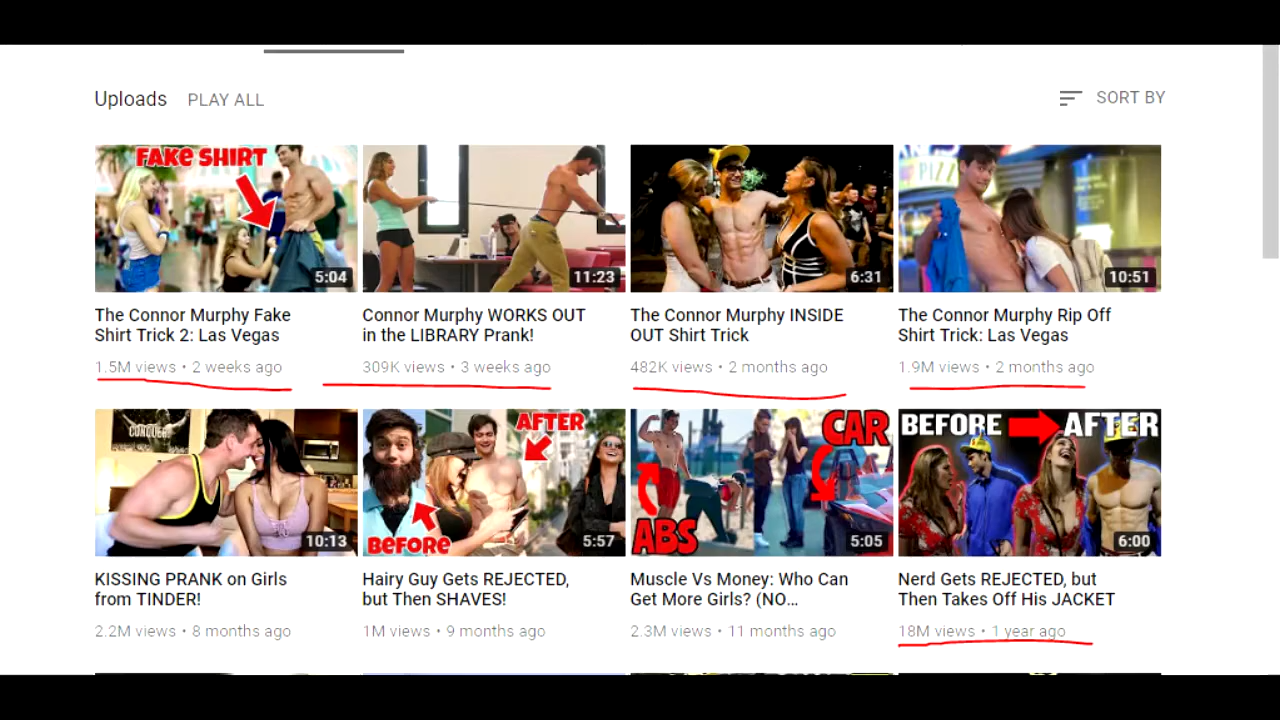 Uploads PLAY ALL SORT BY
FAKE SHIRT
5:04
11:23
6:31
PIZZ
10:51
The Connor Murphy Fake
Shirt Trick 2: Las Vegas
1.5M views • 2 weeks ago
Connor Murphy WORKS OUT
in the LIBRARY Prank!
309K views • 3 weeks ago
The Connor Murphy INSIDE
OUT Shirt Trick
482K views • 2 months ago
The Connor Murphy Rip Off
Shirt Trick: Las Vegas
1.9M views • 2 months ago
CONQUER
10:13
AFTER
BEFORE
5:57
CAR
ABS
5:05
BEFORE AFTER
6:00
KISSING PRANK on Girls
from TINDER!
2.2M views • 8 months ago
Hairy Guy Gets REJECTED,
but Then SHAVES!
1M views • 9 months ago
Muscle Vs Money: Who Can
Get More Girls? (NO...
2.3M views • 11 months ago
Nerd Gets REJECTED, but
Then Takes Off His JACKET
18M views • 1 year ago